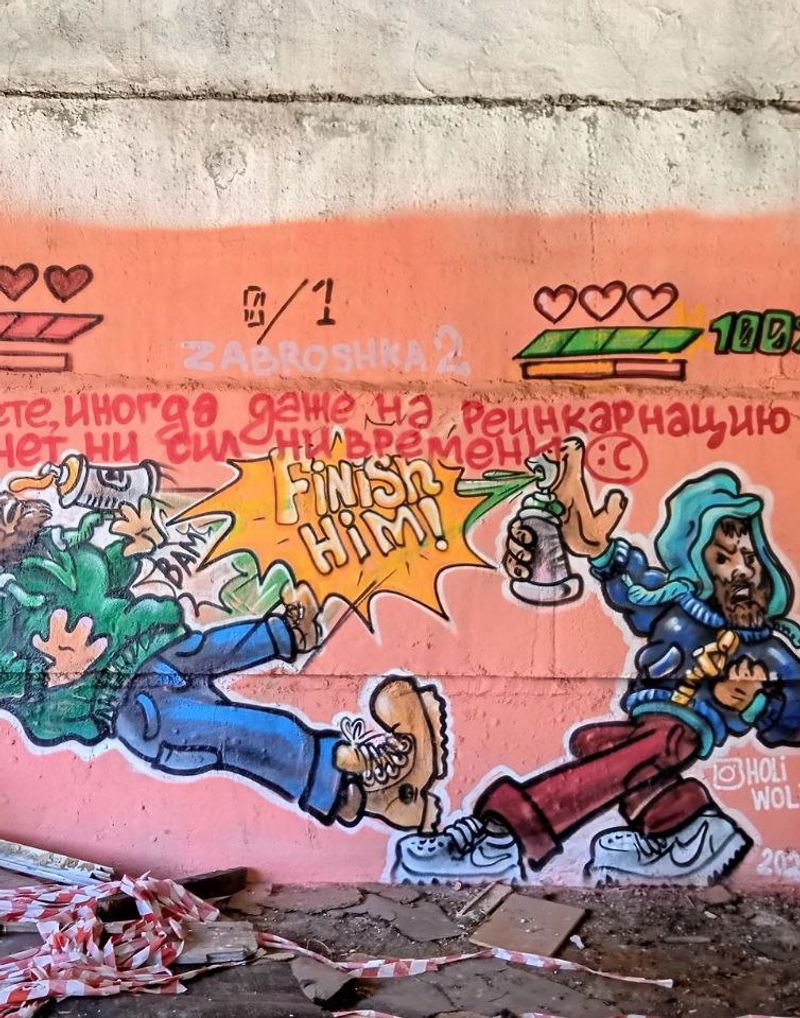 0/1
100%
ZABROSHKA 2
ете, иногда даже на реинкарнацию
нет ни сил ни времени :С
FINISH
HIM!
BAM!
HOLI
WOLI
202